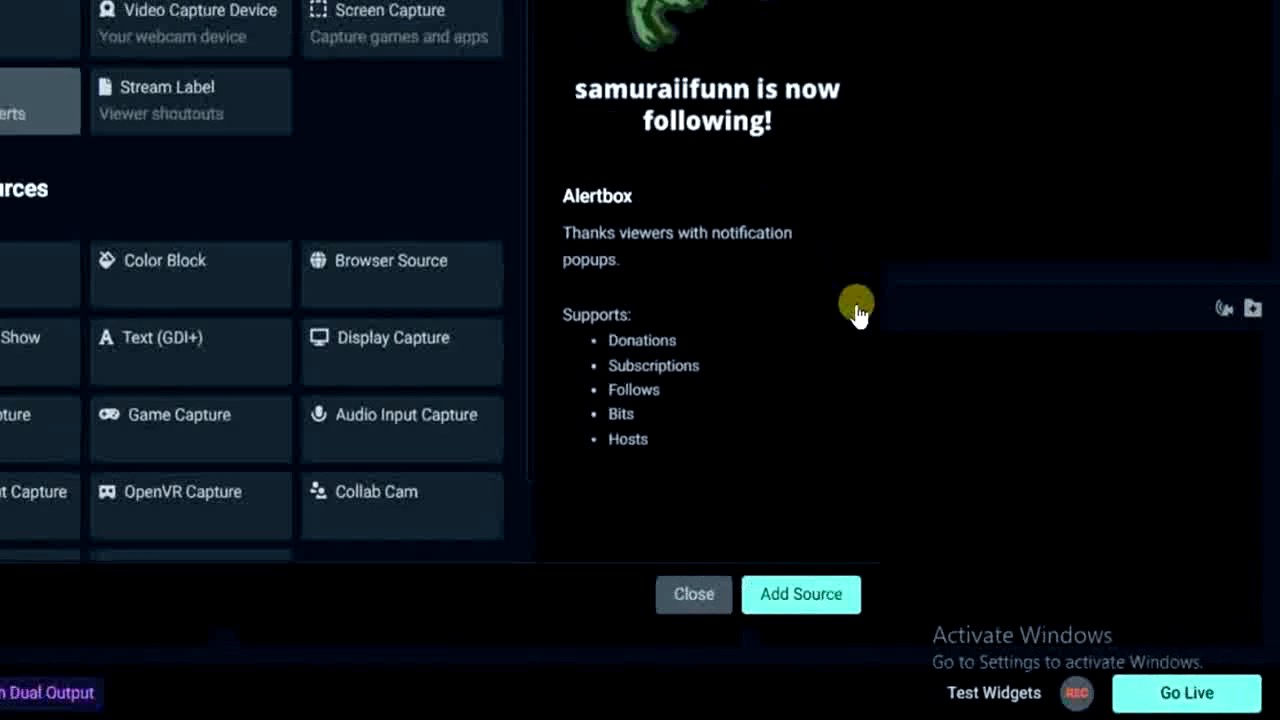 Video Capture Device
Your webcam device
Screen Capture
Capture games and apps
erts
Stream Label
Viewer shoutouts
urces
Color Block
Browser Source
Show
Text (GDI+)
Display Capture
pture
Game Capture
Audio Input Capture
t Capture
OpenVR Capture
Collab Cam
samuraiifunn is now
following!
Alertbox
Thanks viewers with notification
popups.
Supports:
• Donations
• Subscriptions
• Follows
• Bits
• Hosts
Close
Add Source
Activate Windows
Go to Settings to activate Windows.
n Dual Output
Test Widgets
REC
Go Live